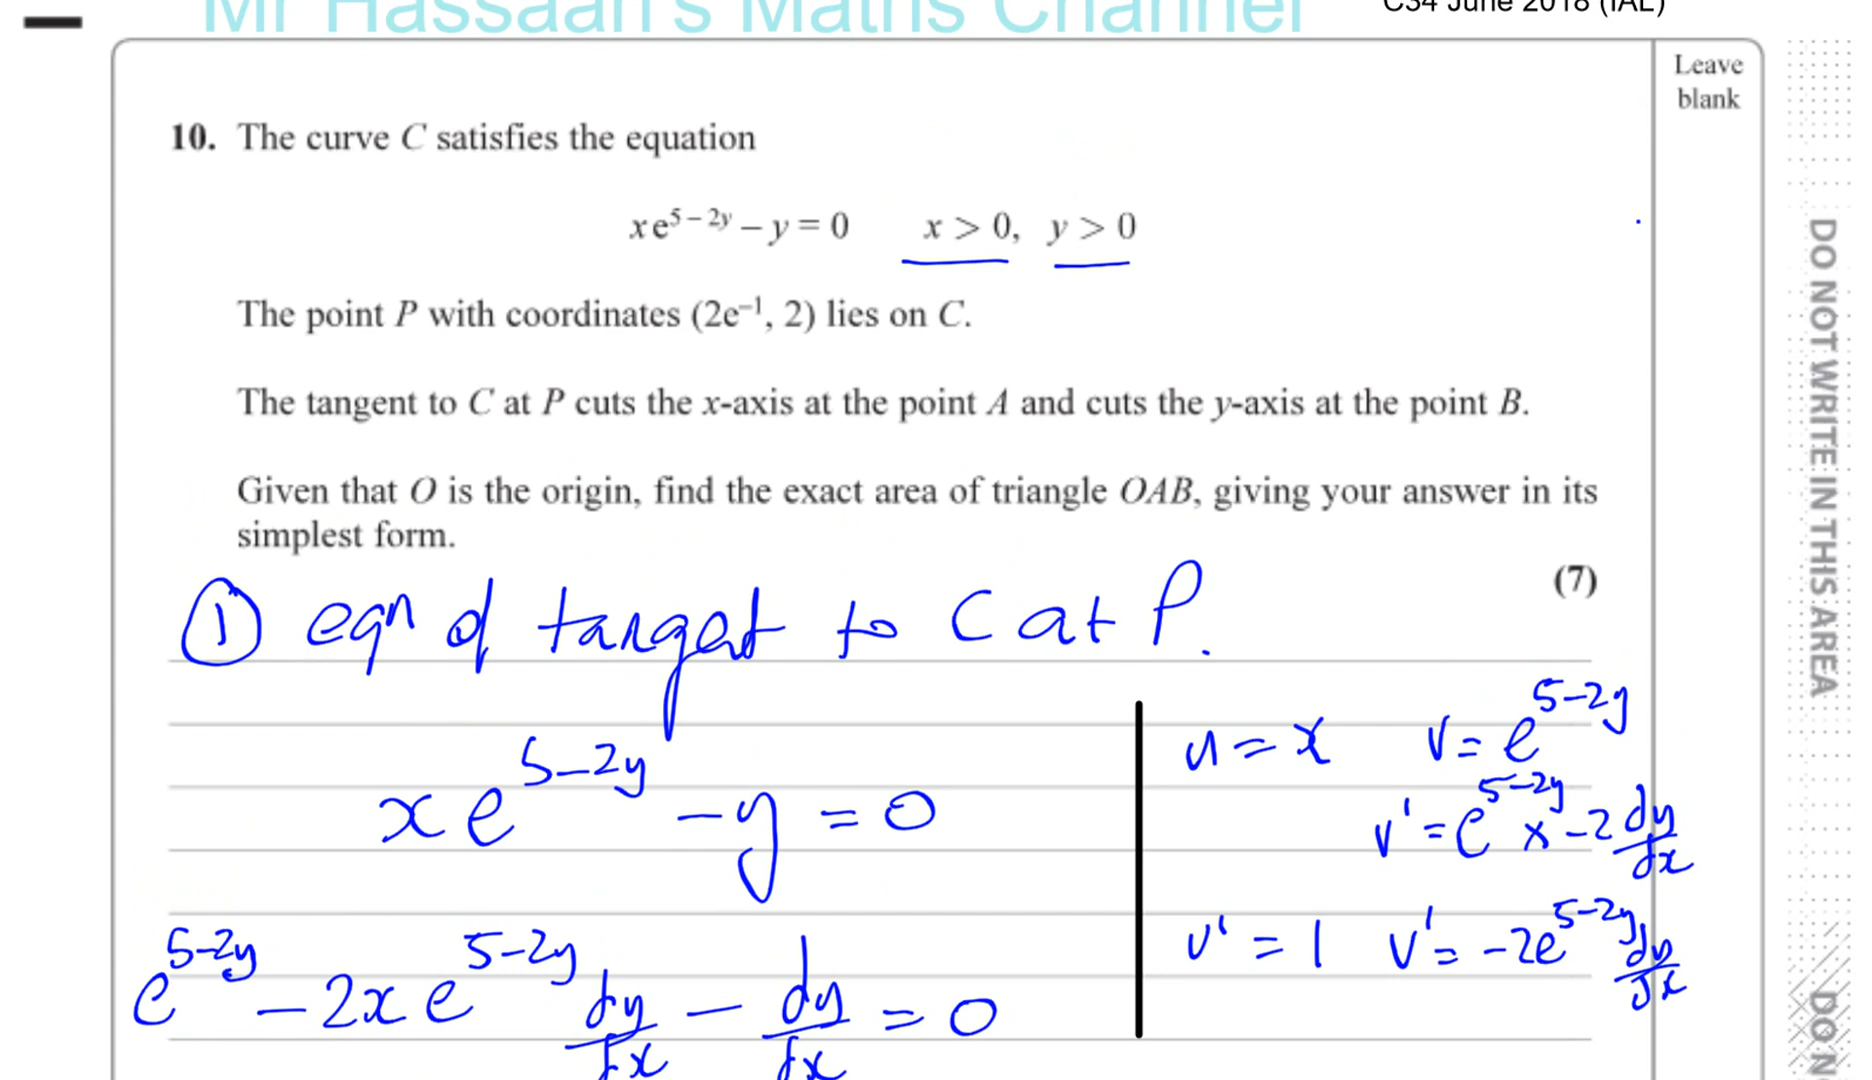 Mr Hassaan's Maths Channel
C34 June 2018 (IAL)
Leave
blank
10. The curve C satisfies the equation
xe^{5 – 2y} – y = 0 x > 0, y > 0
The point P with coordinates (2e^{–1}, 2) lies on C.
The tangent to C at P cuts the x-axis at the point A and cuts the y-axis at the point B.
Given that O is the origin, find the exact area of triangle OAB, giving your answer in its
simplest form.
(7)
① eqn of tangent to C at P.
xe^{5-2y} - y = 0
e^{5-2y} - 2xe^{5-2y} dy/dx - dy/dx = 0
u = x v = e^{5-2y}
v' = e^{5-2y} x -2 dy/dx
u' = 1 v' = -2e^{5-2y} dy/dx
DO NOT WRITE IN THIS AREA
DO N